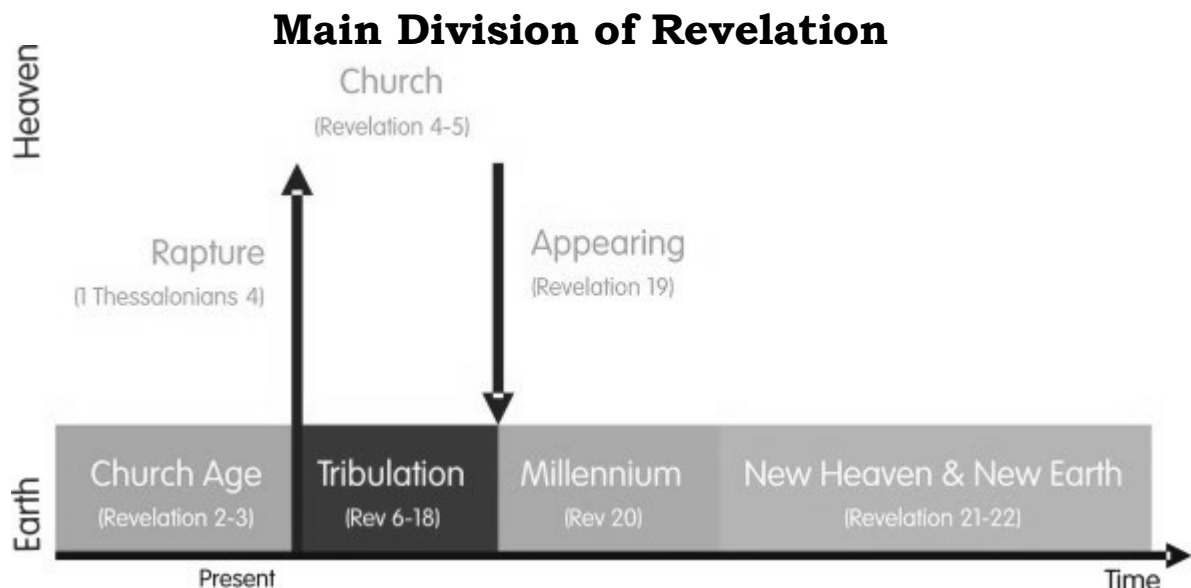 Main Division of Revelation
Heaven
Church
(Revelation 4-5)
Rapture
(1 Thessalonians 4)
Appearing
(Revelation 19)
Earth
Church Age
(Revelation 2-3)
Tribulation
(Rev 6-18)
Millennium
(Rev 20)
New Heaven & New Earth
(Revelation 21-22)
Present
Time